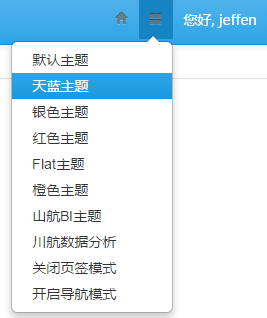 您好, jeffen
默认主题
天蓝主题
银色主题
红色主题
Flat主题
橙色主题
山航BI主题
川航数据分析
关闭页签模式
开启导航模式